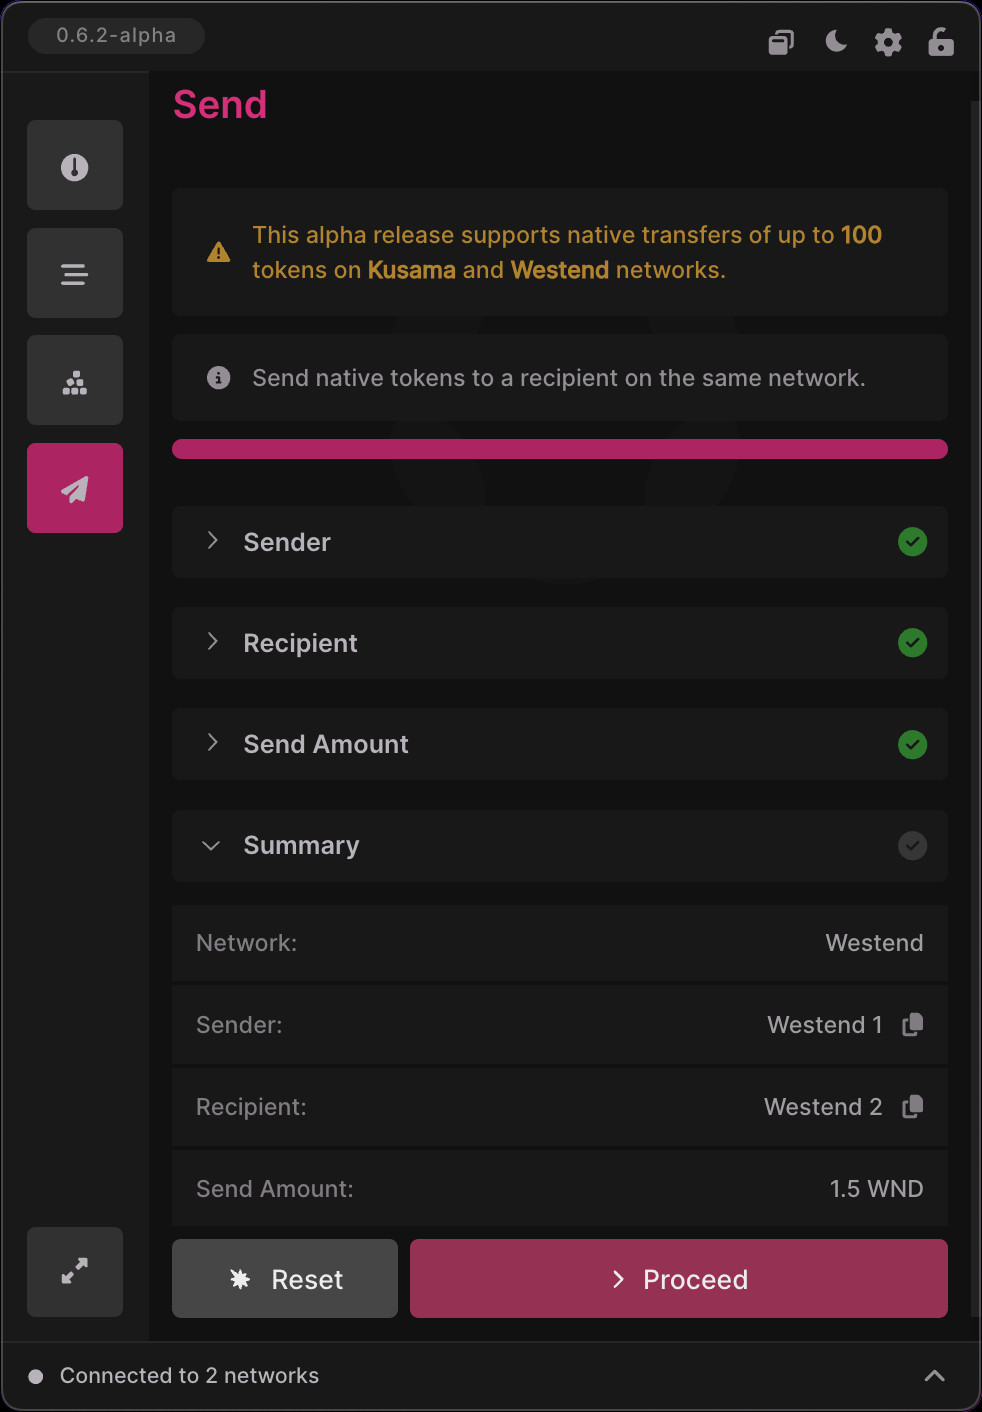 0.6.2-alpha
Send
This alpha release supports native transfers of up to 100
tokens on Kusama and Westend networks.
Send native tokens to a recipient on the same network.
Sender
Recipient
Send Amount
Summary
Network: Westend
Sender: Westend 1
Recipient: Westend 2
Send Amount: 1.5 WND
Reset Proceed
Connected to 2 networks